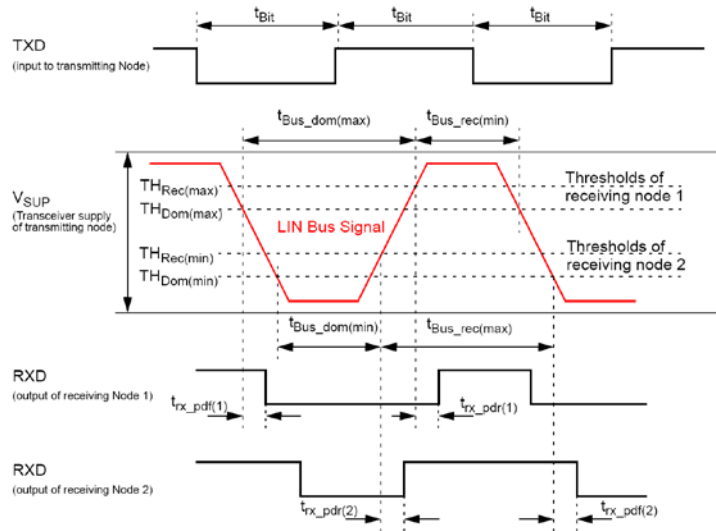 tBit tBit tBit
TXD
(input to transmitting Node)
tBus_dom(max) tBus_rec(min)
VSUP
(Transceiver supply
of transmitting node)
THRec(max)
THDom(max)
THRec(min)
THDom(min)
LIN Bus Signal
Thresholds of
receiving node 1
Thresholds of
receiving node 2
tBus_dom(min) tBus_rec(max)
RXD
(output of receiving Node 1)
trx_pdf(1) trx_pdr(1)
RXD
(output of receiving Node 2)
trx_pdr(2) trx_pdf(2)